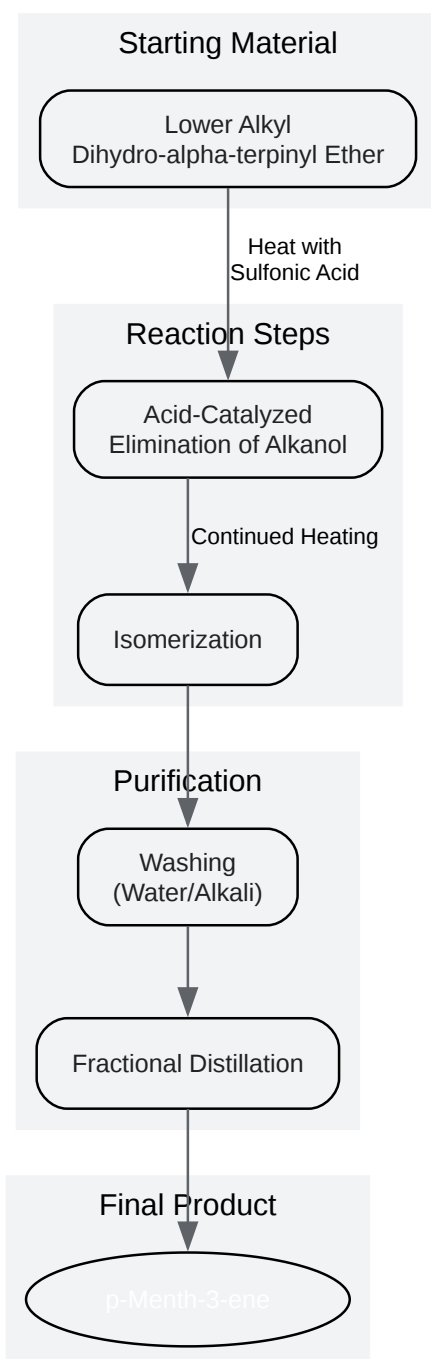 Starting Material
Lower Alkyl
Dihydro-alpha-terpinyl Ether
Heat with
Sulfonic Acid
Reaction Steps
Acid-Catalyzed
Elimination of Alkanol
Continued Heating
Isomerization
Purification
Washing
(Water/Alkali)
Fractional Distillation
Final Product
p-Menth-3-ene